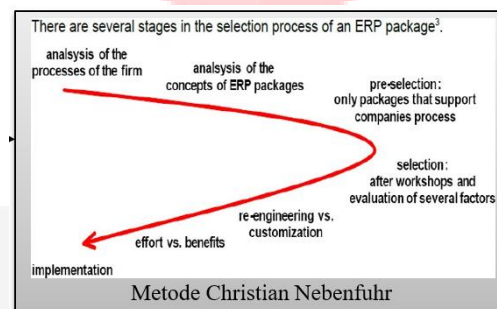 There are several stages in the selection process of an ERP package³.
analysis of the
processes of the firm
analysis of the
concepts of ERP packages
pre-selection:
only packages that support
companies process
selection:
after workshops and
evaluation of several factors
re-engineering vs.
customization
effort vs. benefits
implementation
Metode Christian Nebenfuhr